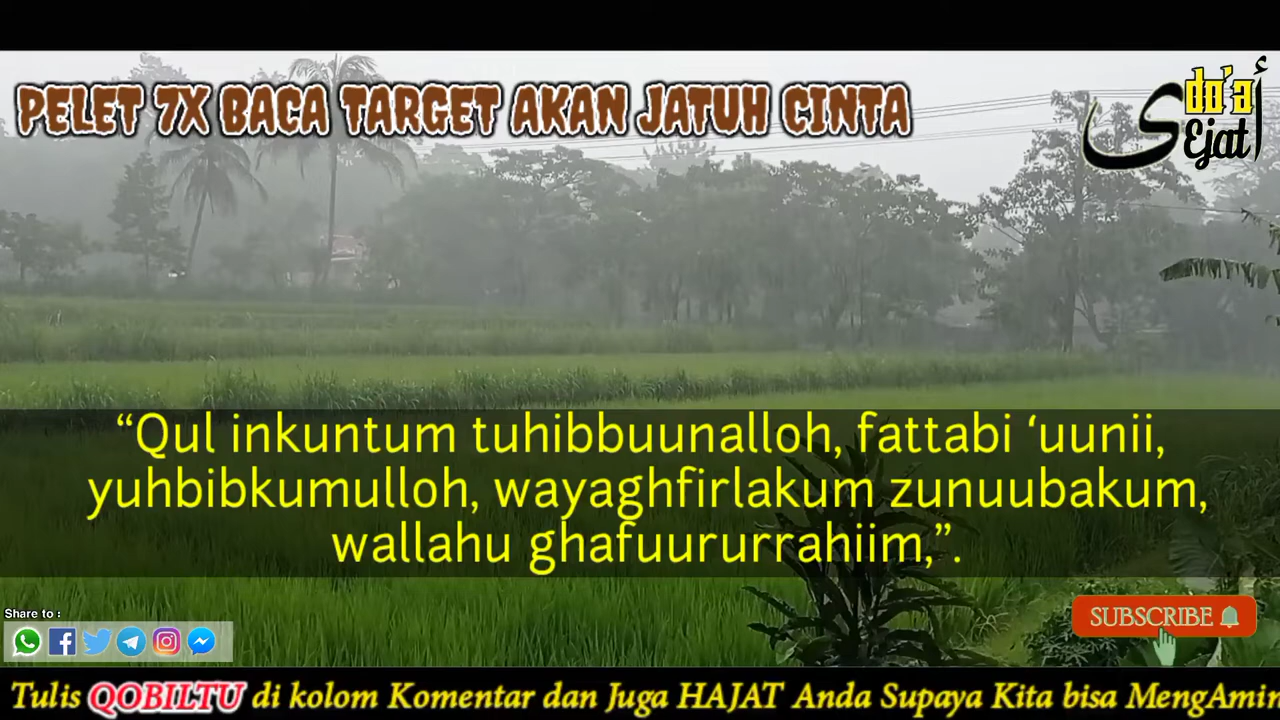 PELET 7X BACA TARGET AKAN JATUH CINTA
أ do'a
ى Ejat
“Qul inkuntum tuhibbuunalloh, fattabi ‘uunii,
yuhbibkumulloh, wayaghfirlakum zunuubakum,
wallahu ghafuururrahiim,”.
Share to :
SUBSCRIBE
Tulis QOBILTU di kolom Komentar dan Juga HAJAT Anda Supaya Kita bisa MengAmin